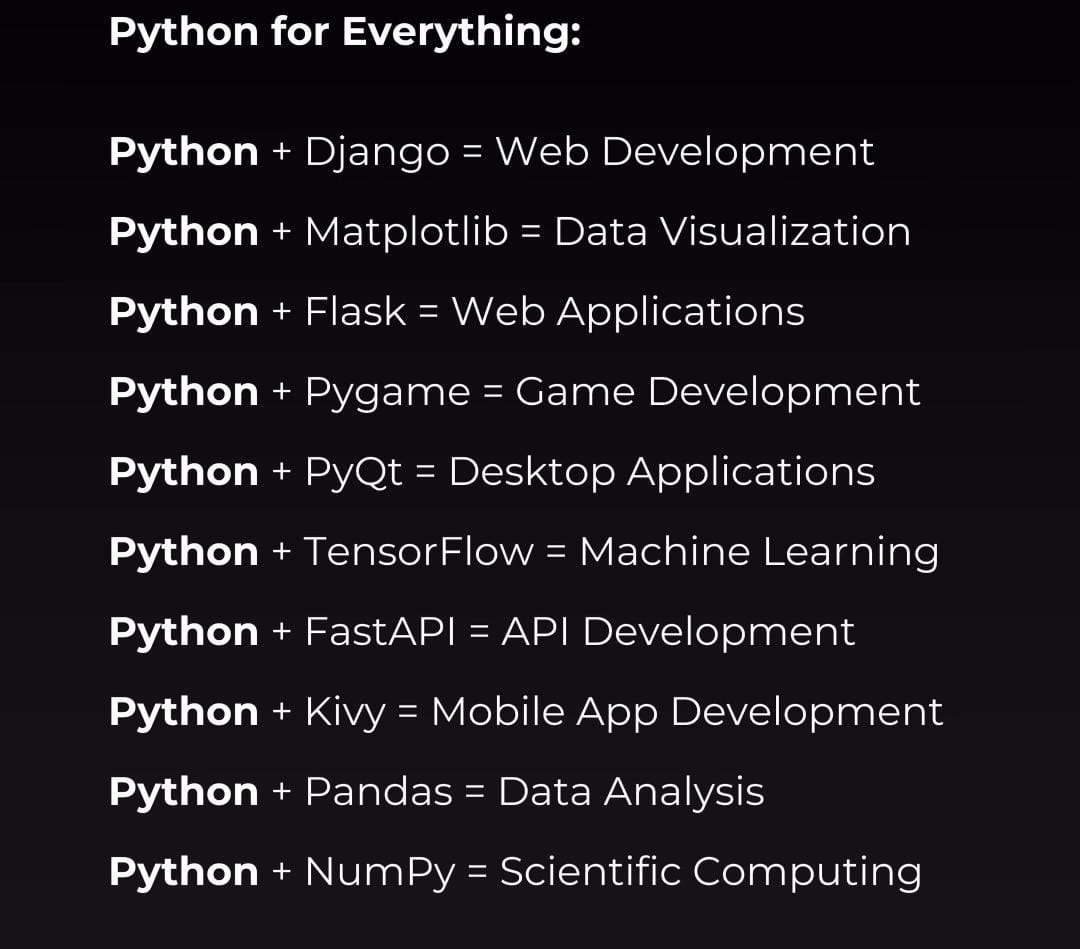 Python for Everything:
Python + Django = Web Development
Python + Matplotlib = Data Visualization
Python + Flask = Web Applications
Python + Pygame = Game Development
Python + PyQt = Desktop Applications
Python + TensorFlow = Machine Learning
Python + FastAPI = API Development
Python + Kivy = Mobile App Development
Python + Pandas = Data Analysis
Python + NumPy = Scientific Computing